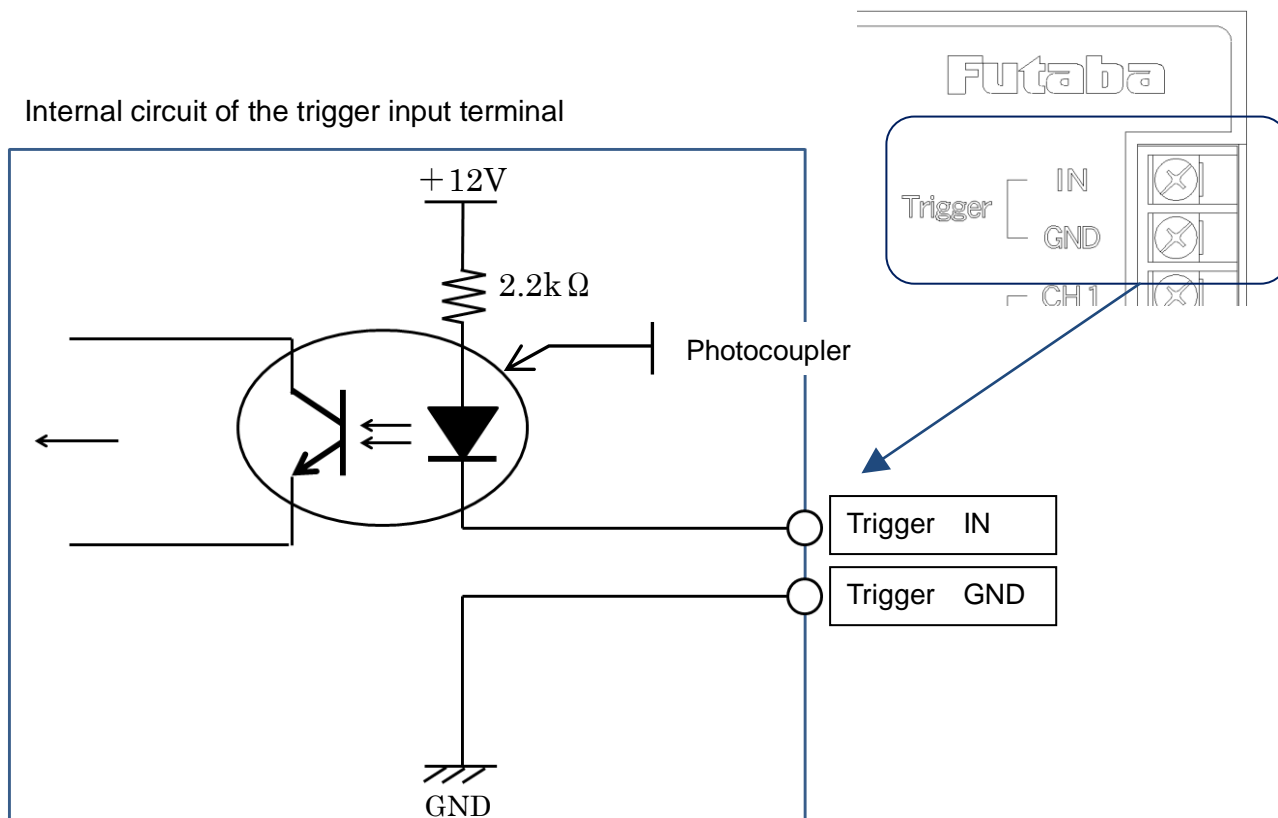 Futaba
Internal circuit of the trigger input terminal
Trigger
IN
GND
CH1
+12V
2.2kΩ
Photocoupler
Trigger IN
Trigger GND
GND